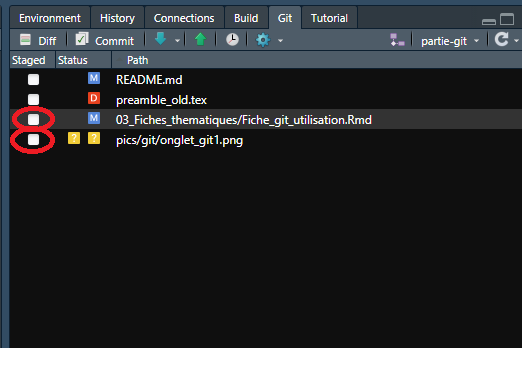 Environment History Connections Build Git Tutorial
Diff Commit partie-git
Staged Status Path
M README.md
D preamble_old.tex
M 03_Fiches_thematiques/Fiche_git_utilisation.Rmd
? ? pics/git/onglet_git1.png